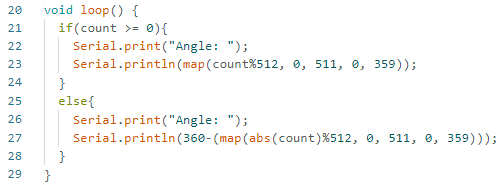 20 void loop() {
21   if(count >= 0){
22     Serial.print("Angle: ");
23     Serial.println(map(count%512, 0, 511, 0, 359));
24   }
25   else{
26     Serial.print("Angle: ");
27     Serial.println(360-(map(abs(count)%512, 0, 511, 0, 359)));
28   }
29 }